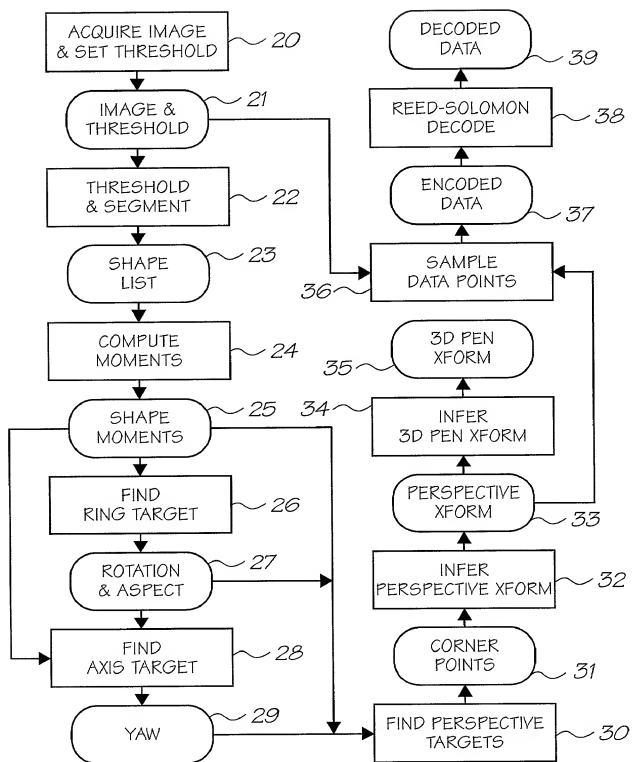 ACQUIRE IMAGE
& SET THRESHOLD
20
IMAGE &
THRESHOLD
21
THRESHOLD
& SEGMENT
22
SHAPE
LIST
23
COMPUTE
MOMENTS
24
SHAPE
MOMENTS
25
FIND
RING TARGET
26
ROTATION
& ASPECT
27
FIND
AXIS TARGET
28
YAW
29
DECODED
DATA
39
REED-SOLOMON
DECODE
38
ENCODED
DATA
37
SAMPLE
DATA POINTS
36
3D PEN
XFORM
35
34
INFER
3D PEN XFORM
PERSPECTIVE
XFORM
33
INFER
PERSPECTIVE XFORM
32
CORNER
POINTS
31
FIND PERSPECTIVE
TARGETS
30